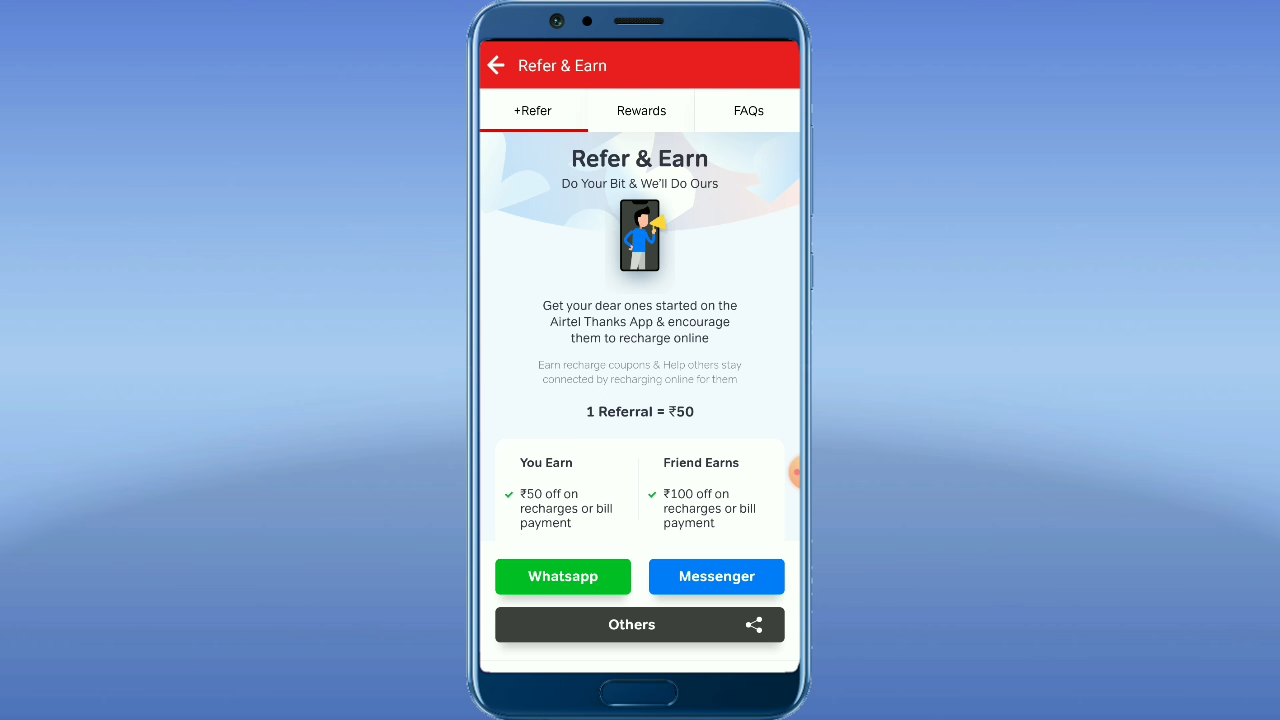 Refer & Earn
+Refer
Rewards
FAQs
Refer & Earn
Do Your Bit & We'll Do Ours
Get your dear ones started on the
Airtel Thanks App & encourage
them to recharge online
Earn recharge coupons & Help others stay
connected by recharging online for them
1 Referral = ₹50
You Earn
₹50 off on
recharges or bill
payment
Friend Earns
₹100 off on
recharges or bill
payment
Whatsapp
Messenger
Others